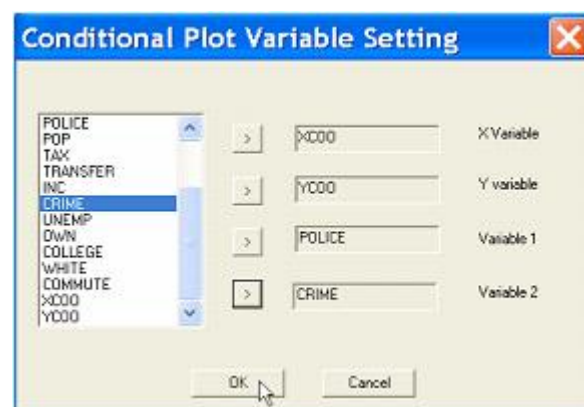 Conditional Plot Variable Setting
POLICE
POP
TAX
TRANSFER
INC
CRIME
UNEMP
OWN
COLLEGE
WHITE
COMMUTE
XCOO
YCOO
> XCOO X Variable
> YCOO Y variable
> POLICE Variable 1
> CRIME Variable 2
OK Cancel